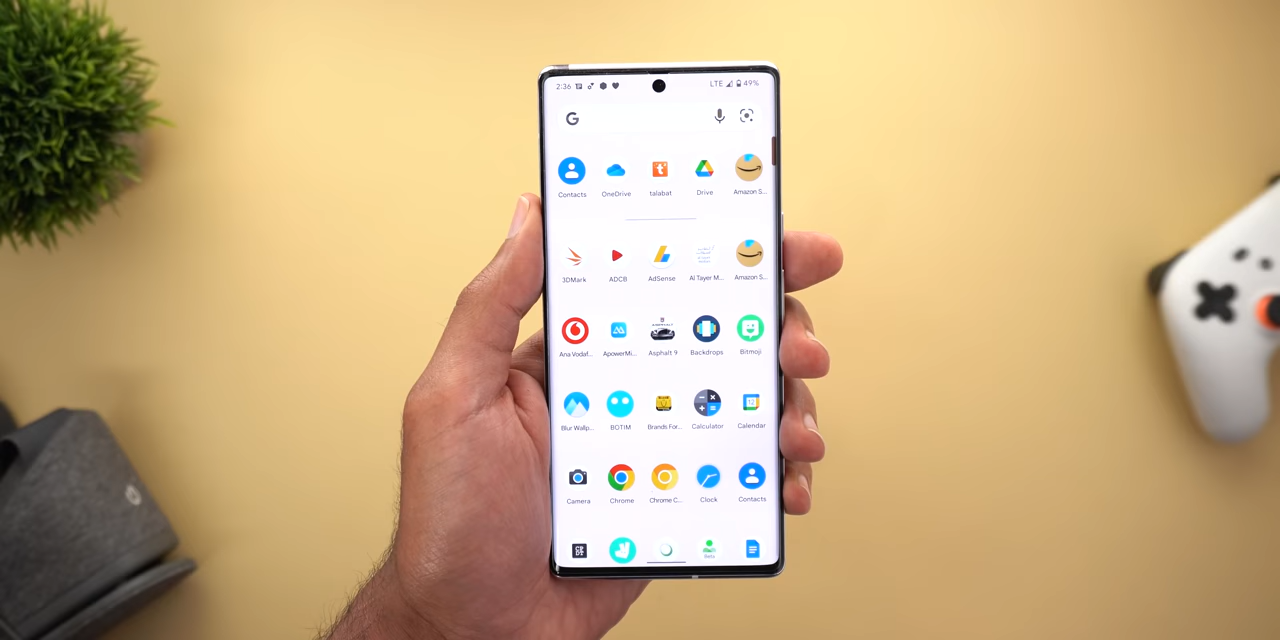 2:36 LTE 49%
G
Contacts OneDrive talabat Drive Amazon S...
3DMark ADCB AdSense Al Tayer M... Amazon S...
Ana Vodaf... ApowerMi... Asphalt 9 Backdrops Bitmoji
Blur Wallp... BOTIM Brands For... Calculator Calendar
Camera Chrome Chrome C... Clock Contacts
Beta